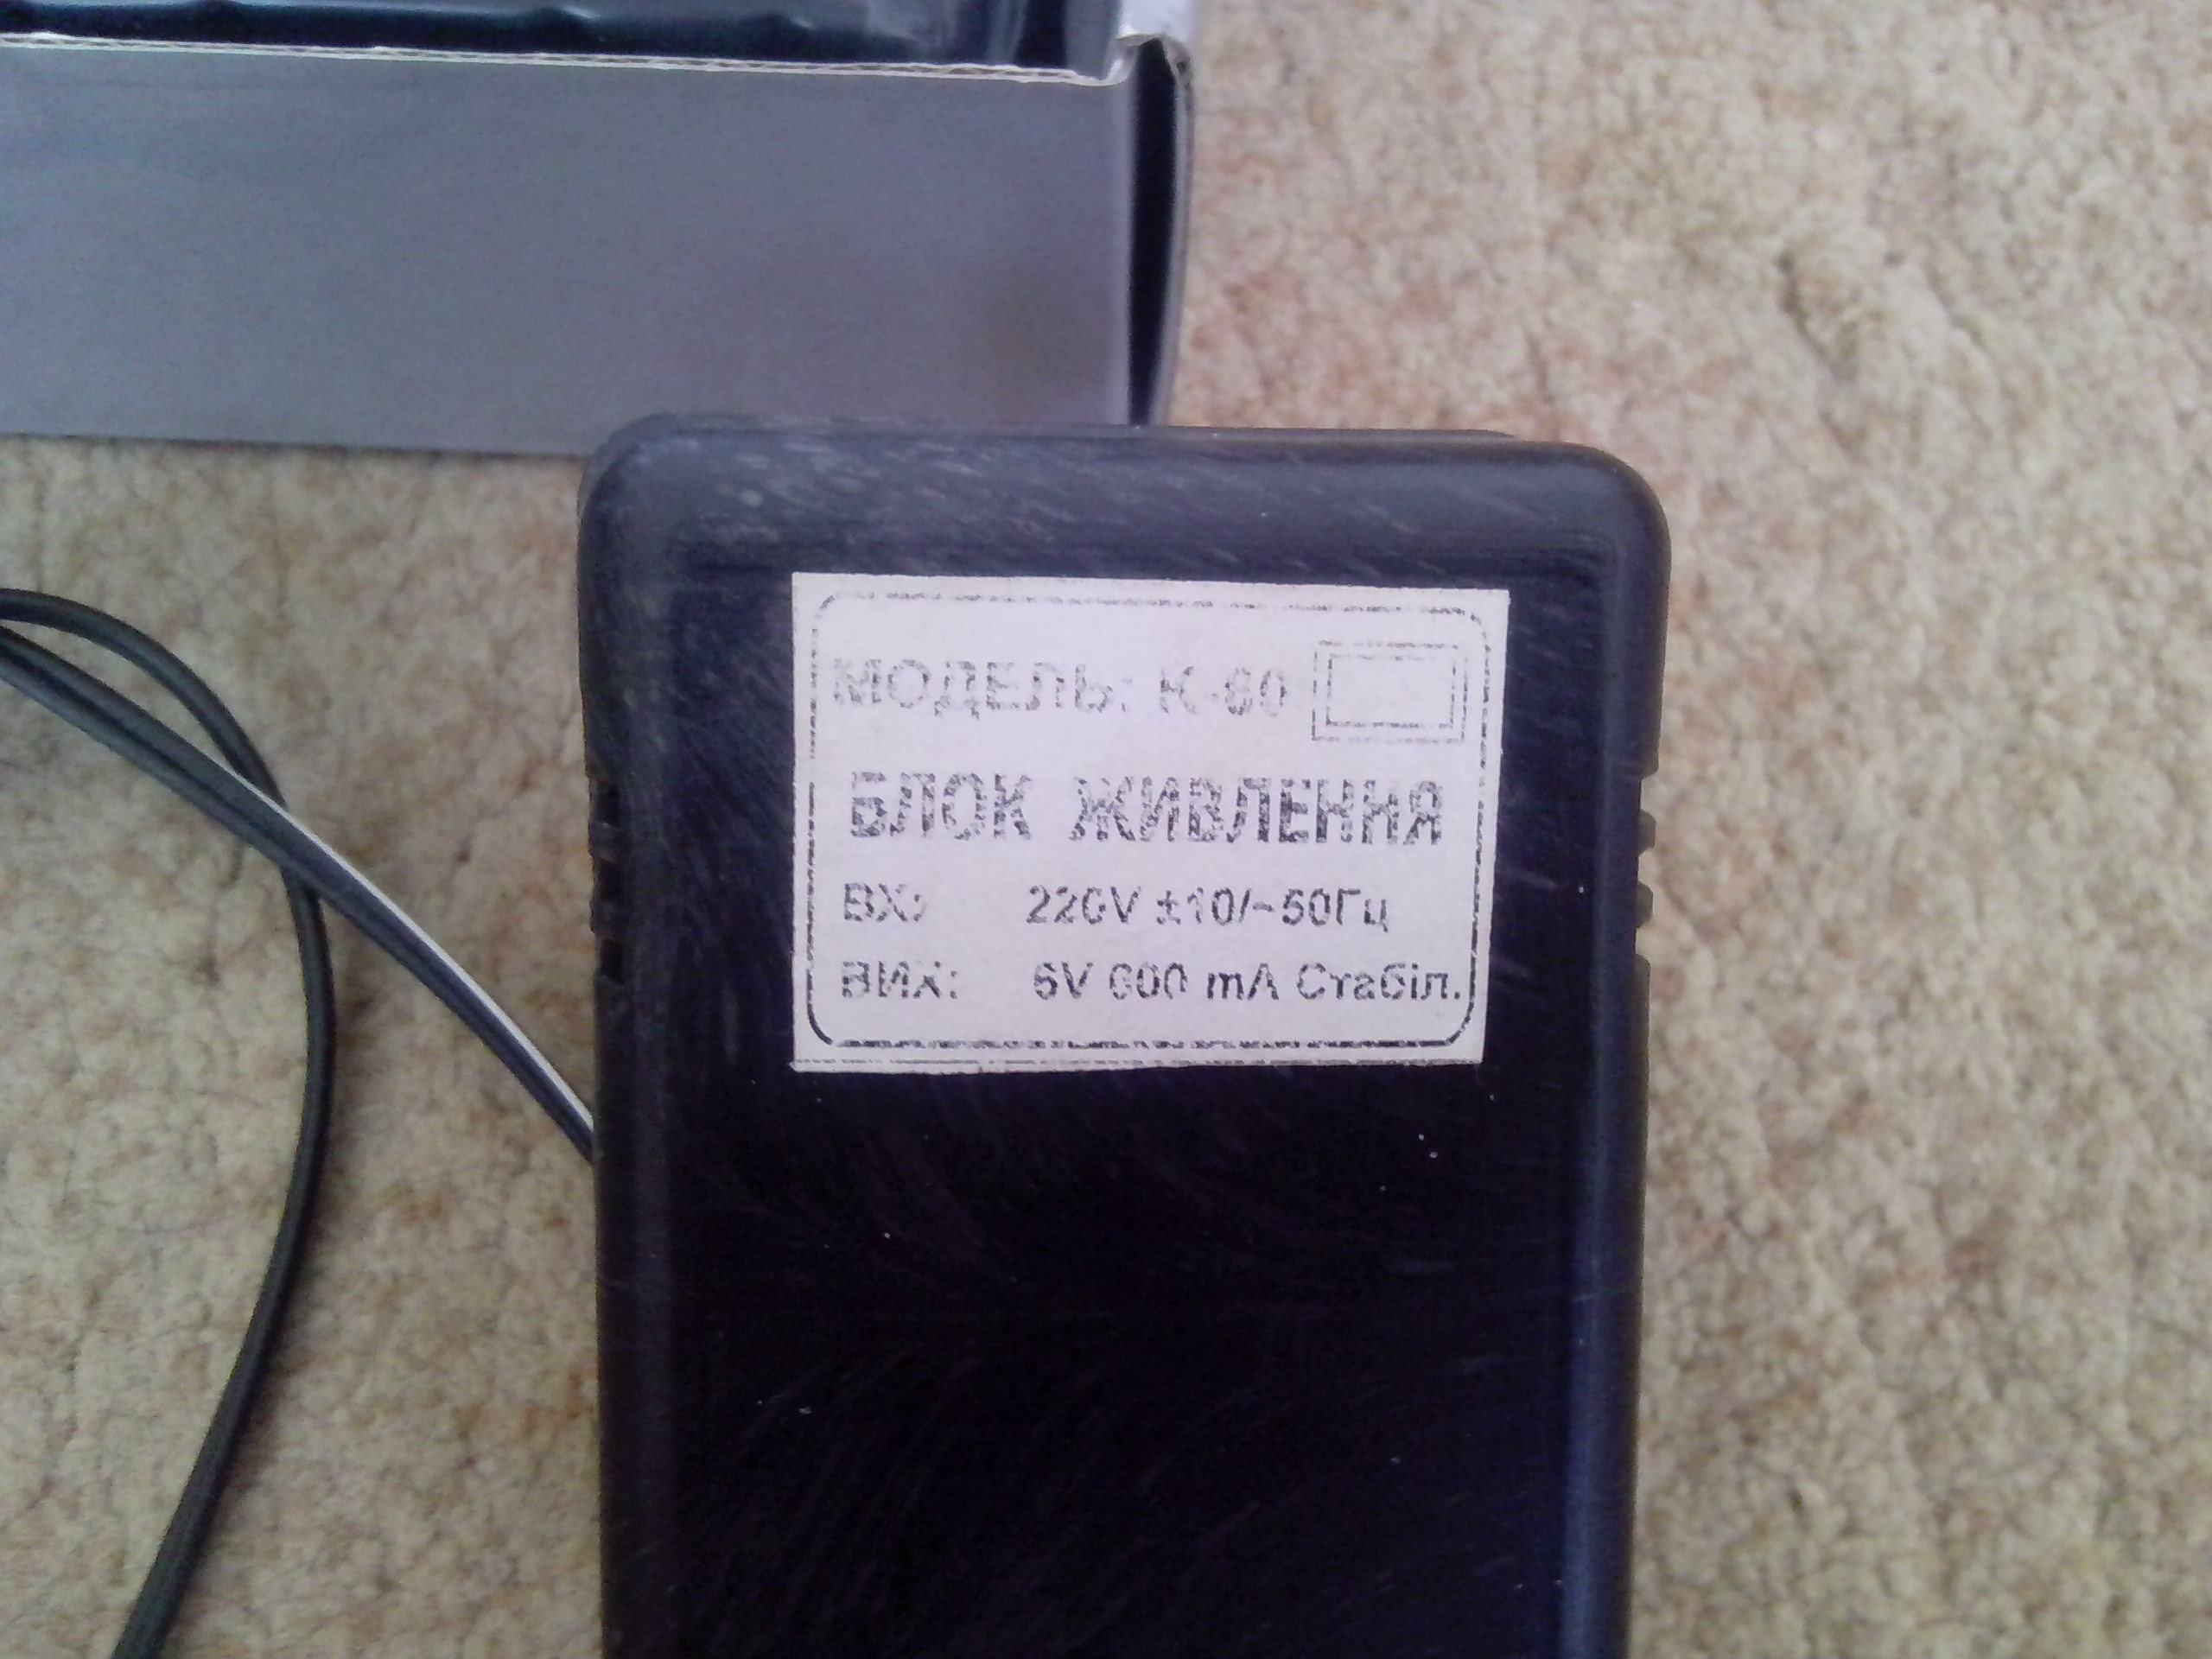 МОДЕЛЬ: К-60
БЛОК ЖИВЛЕННЯ
ВХ: 220V ±10/~50Гц
ВИХ: 6V 600 mA Стабіл.